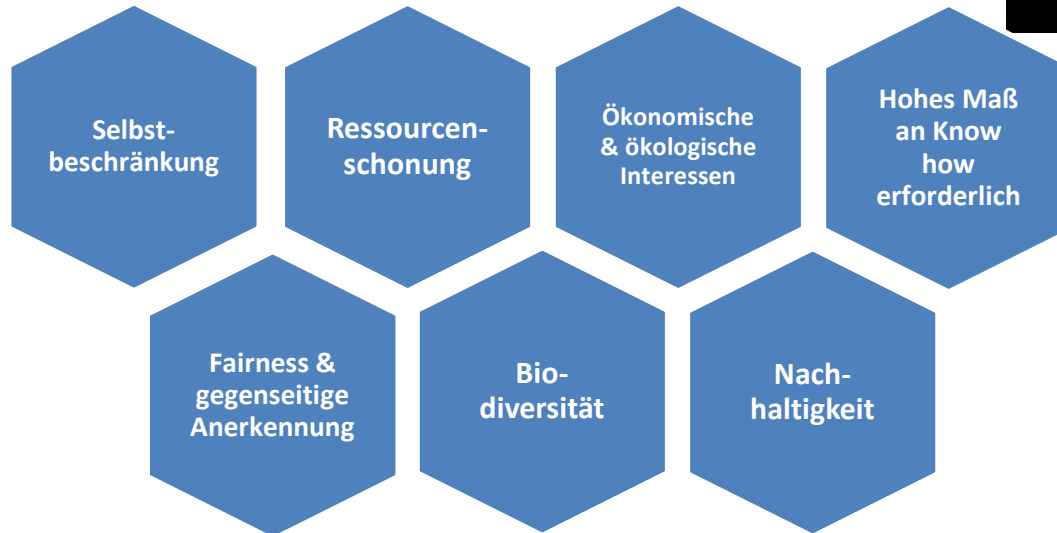 Selbst-
beschränkung
Ressourcen-
schonung
Ökonomische
& ökologische
Interessen
Hohes Maß
an Know
how
erforderlich
Fairness &
gegenseitige
Anerkennung
Bio-
diversität
Nach-
haltigkeit